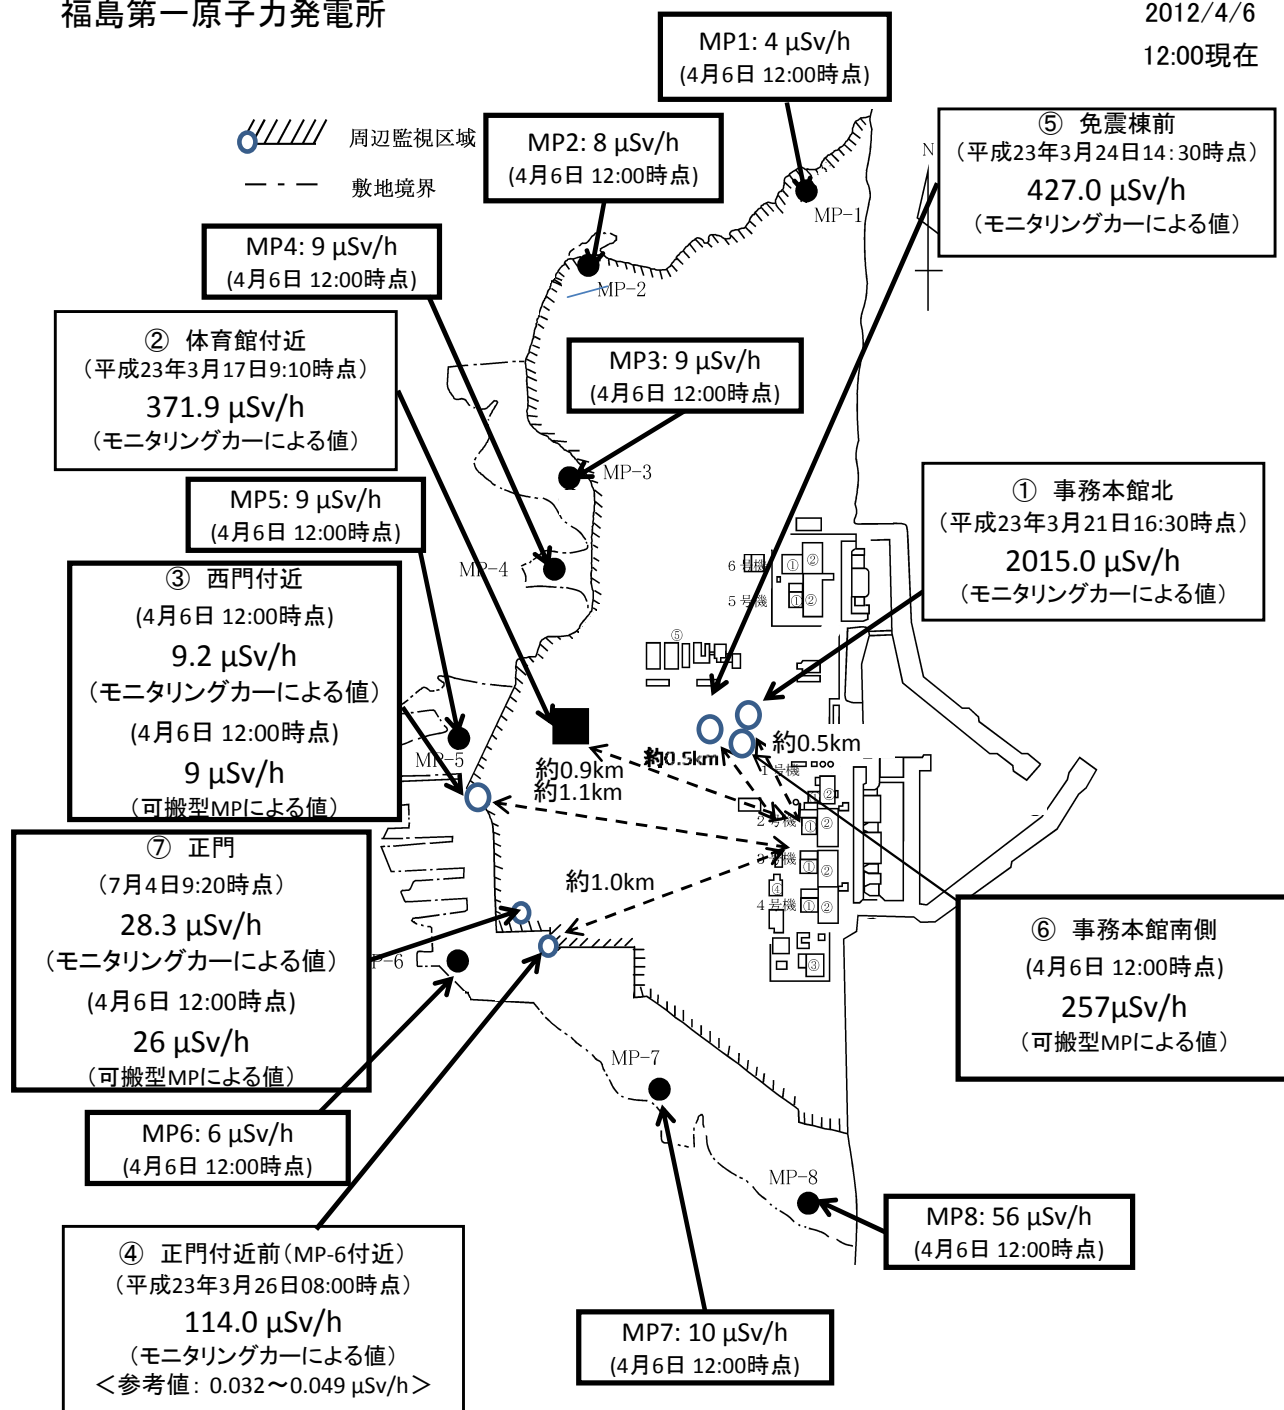 福島第一原子力発電所
2012/4/6
12:00現在
MP1: 4 μSv/h
(4月6日 12:00時点)
周辺監視区域
敷地境界
MP2: 8 μSv/h
(4月6日 12:00時点)
⑤ 免震棟前
(平成23年3月24日14:30時点)
427.0 μSv/h
(モニタリングカーによる値)
N
MP-1
MP4: 9 μSv/h
(4月6日 12:00時点)
MP-2
② 体育館付近
(平成23年3月17日9:10時点)
371.9 μSv/h
(モニタリングカーによる値)
MP3: 9 μSv/h
(4月6日 12:00時点)
MP-3
MP5: 9 μSv/h
(4月6日 12:00時点)
① 事務本館北
(平成23年3月21日16:30時点)
2015.0 μSv/h
(モニタリングカーによる値)
MP-4
6号機
① ②
5号機
① ②
③ 西門付近
(4月6日 12:00時点)
9.2 μSv/h
(モニタリングカーによる値)
(4月6日 12:00時点)
9 μSv/h
(可搬型MPによる値)
⑤
MP-5
約0.9km
約1.1km
約0.5km
約0.5km
1号機
① ②
2号機
① ②
3号機
① ②
④
4号機
① ②
③
約1.0km
⑦ 正門
(7月4日9:20時点)
28.3 μSv/h
(モニタリングカーによる値)
(4月6日 12:00時点)
26 μSv/h
(可搬型MPによる値)
P-6
⑥ 事務本館南側
(4月6日 12:00時点)
257μSv/h
(可搬型MPによる値)
MP-7
MP6: 6 μSv/h
(4月6日 12:00時点)
MP-8
MP8: 56 μSv/h
(4月6日 12:00時点)
④ 正門付近前(MP-6付近)
(平成23年3月26日08:00時点)
114.0 μSv/h
(モニタリングカーによる値)
<参考値: 0.032~0.049 μSv/h>
MP7: 10 μSv/h
(4月6日 12:00時点)